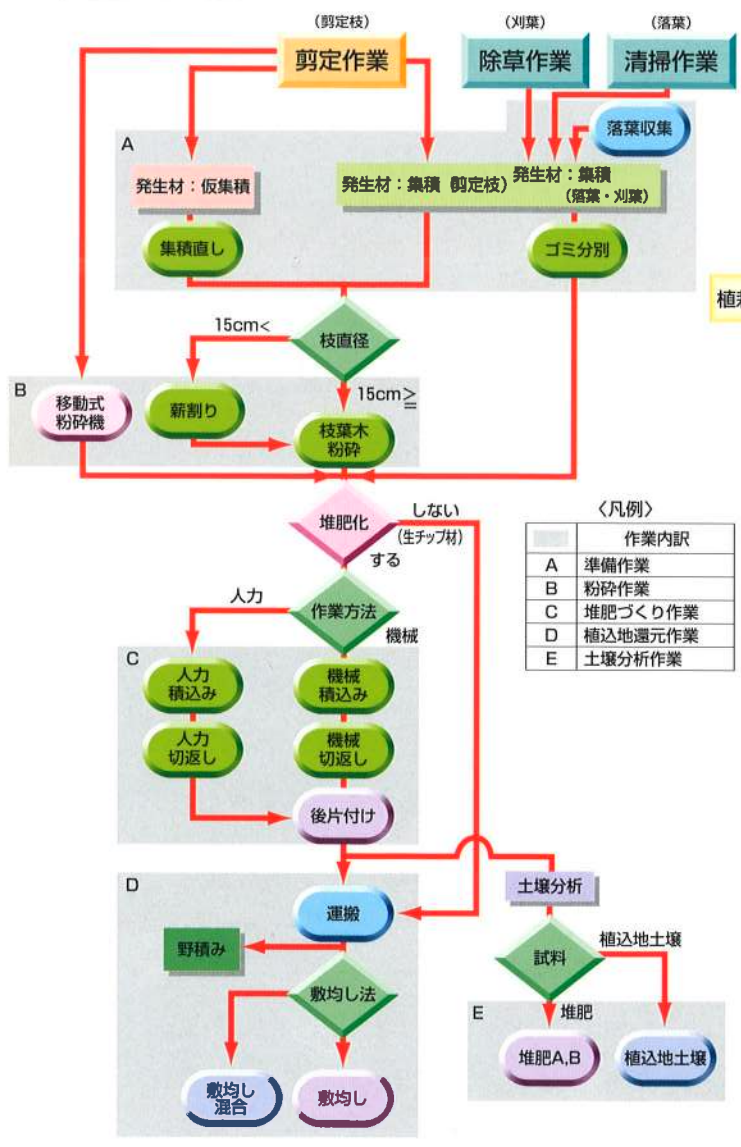 (剪定枝)
(刈葉)
(落葉)
剪定作業
除草作業
清掃作業
A
落葉収集
発生材：仮集積
発生材：集積（剪定枝）
発生材：集積
(落葉・刈葉)
集積直し
ゴミ分別
15cm<
枝直径
15cm≧
B
移動式
粉砕機
薪割り
枝葉木
粉砕
堆肥化
しない
(生チップ材)
する
人力
作業方法
機械
C
人力
積込み
機械
積込み
人力
切返し
機械
切返し
後片付け
D
運搬
土壌分析
野積み
試料
植込地土壌
敷均し法
堆肥
E
堆肥A,B
植込地土壌
敷均し
混合
敷均し
〈凡例〉
作業内訳
A 準備作業
B 粉砕作業
C 堆肥づくり作業
D 植込地還元作業
E 土壌分析作業